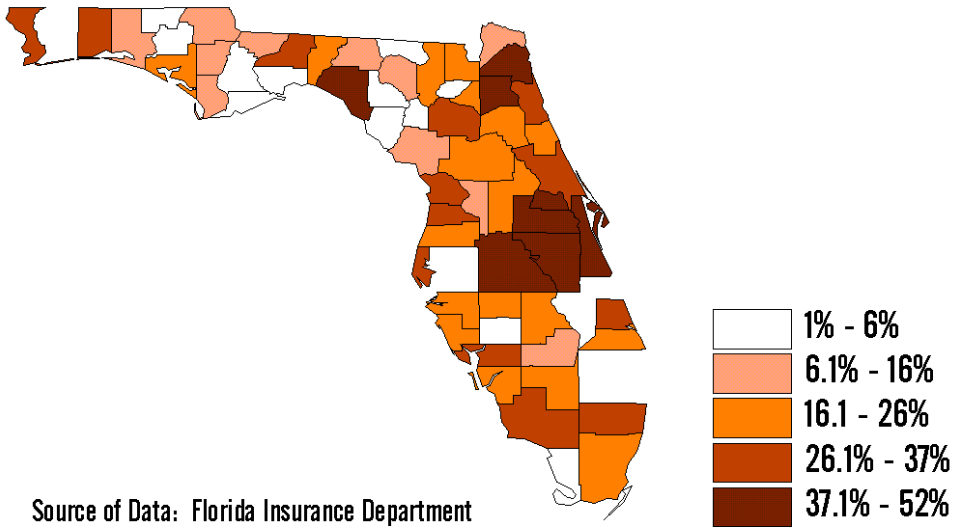 1% - 6%
6.1% - 16%
16.1 - 26%
26.1% - 37%
37.1% - 52%
Source of Data: Florida Insurance Department